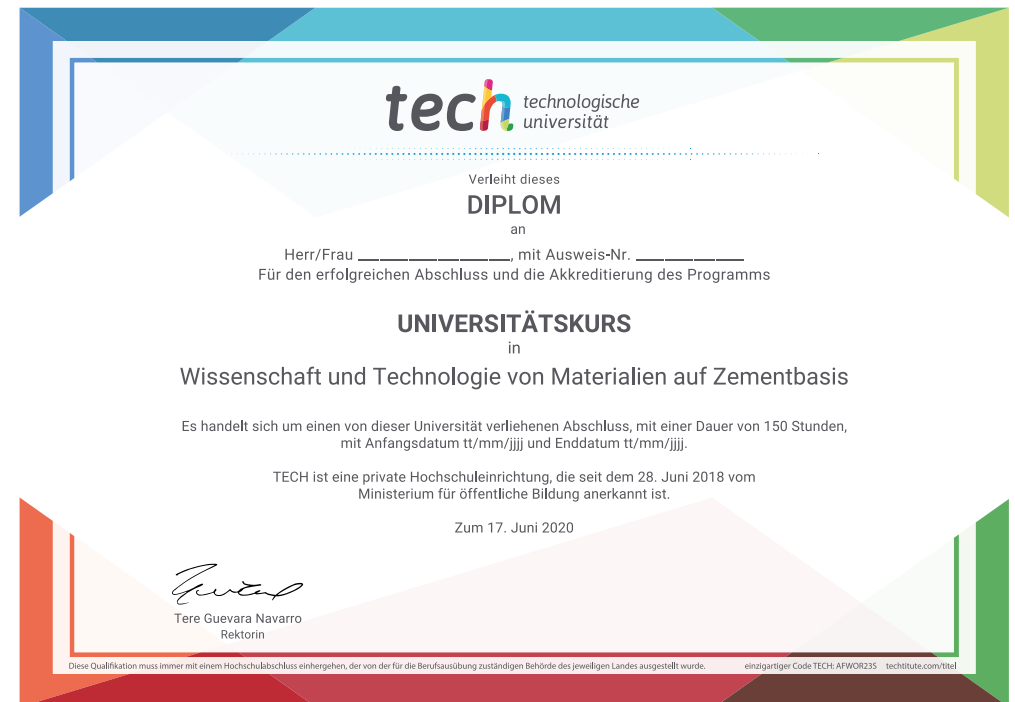 tech technologische
universität
Verleiht dieses
DIPLOM
an
Herr/Frau ____________________, mit Ausweis-Nr. ______________
Für den erfolgreichen Abschluss und die Akkreditierung des Programms
UNIVERSITÄTSKURS
in
Wissenschaft und Technologie von Materialien auf Zementbasis
Es handelt sich um einen von dieser Universität verliehenen Abschluss, mit einer Dauer von 150 Stunden,
mit Anfangsdatum tt/mm/jjjj und Enddatum tt/mm/jjjj.
TECH ist eine private Hochschuleinrichtung, die seit dem 28. Juni 2018 vom
Ministerium für öffentliche Bildung anerkannt ist.
Zum 17. Juni 2020
Tere Guevara Navarro
Rektorin
Diese Qualifikation muss immer mit einem Hochschulabschluss einhergehen, der von der für die Berufsausübung zuständigen Behörde des jeweiligen Landes ausgestellt wurde. einzigartiger Code TECH: AFWOR23S techtitute.com/titel